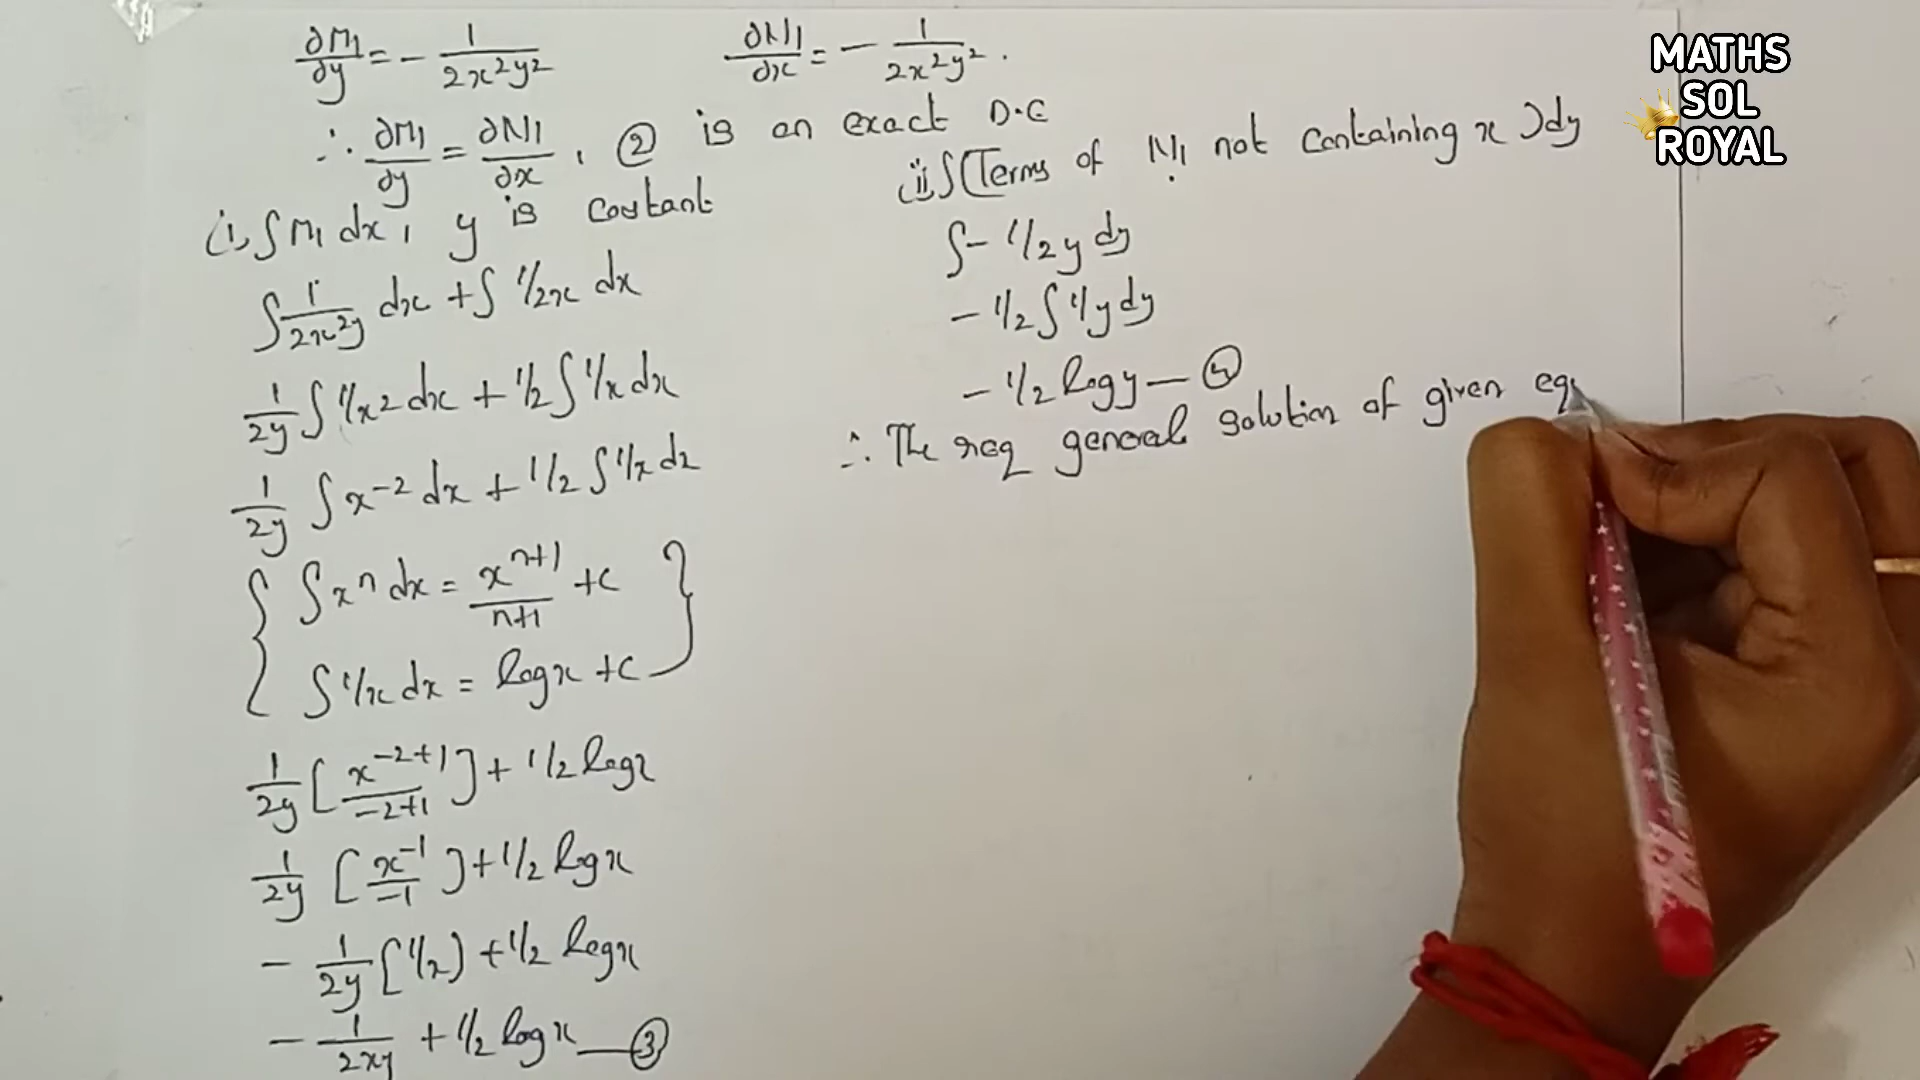 ∂M₁/∂y = - 1/2x²y²    ∂N₁/∂x = - 1/2x²y² .
∴ ∂M₁/∂y = ∂N₁/∂x , ② is an exact D.E
(i) ∫M₁ dx, y is constant
∫ 1/2x²y dx + ∫ 1/2x dx
1/2y ∫ 1/x² dx + 1/2 ∫ 1/x dx
1/2y ∫ x⁻² dx + 1/2 ∫ 1/x dx
{ ∫xⁿ dx = xⁿ⁺¹/n+1 + c
∫ 1/x dx = log x + c }
1/2y [x⁻²⁺¹/-2+1] + 1/2 log x
1/2y [x⁻¹/-1] + 1/2 log x
- 1/2y [1/x) + 1/2 log x
- 1/2xy + 1/2 log x — ③
(ii) ∫(Terms of N₁ not containing x) dy
∫- 1/2y dy
- 1/2 ∫ 1/y dy
- 1/2 log y — ④
∴ The req general solution of given eq
MATHS
SOL
ROYAL